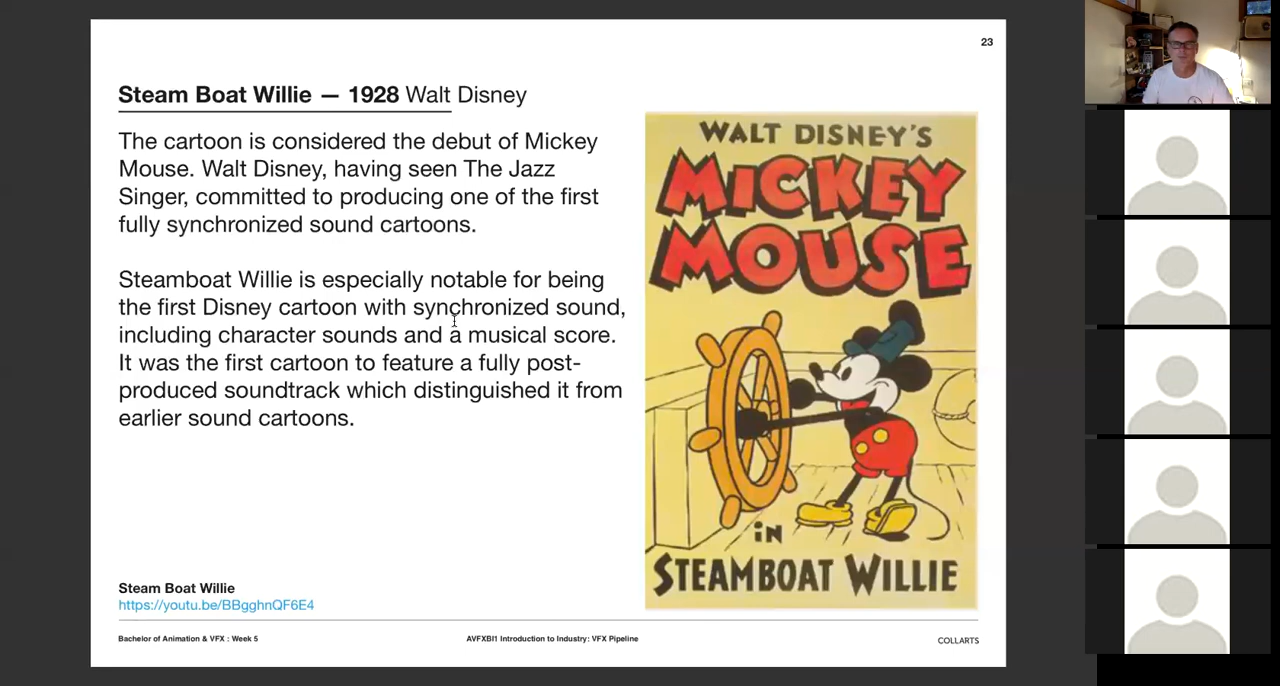 23
Steam Boat Willie — 1928 Walt Disney
The cartoon is considered the debut of Mickey
Mouse. Walt Disney, having seen The Jazz
Singer, committed to producing one of the first
fully synchronized sound cartoons.
Steamboat Willie is especially notable for being
the first Disney cartoon with synchronized sound,
including character sounds and a musical score.
It was the first cartoon to feature a fully post-
produced soundtrack which distinguished it from
earlier sound cartoons.
WALT DISNEY'S
MICKEY
MOUSE
IN
STEAMBOAT WILLIE
Steam Boat Willie
https://youtu.be/BBgghnQF6E4
Bachelor of Animation & VFX : Week 5
AVFXBI1 Introduction to Industry: VFX Pipeline
COLLARTS